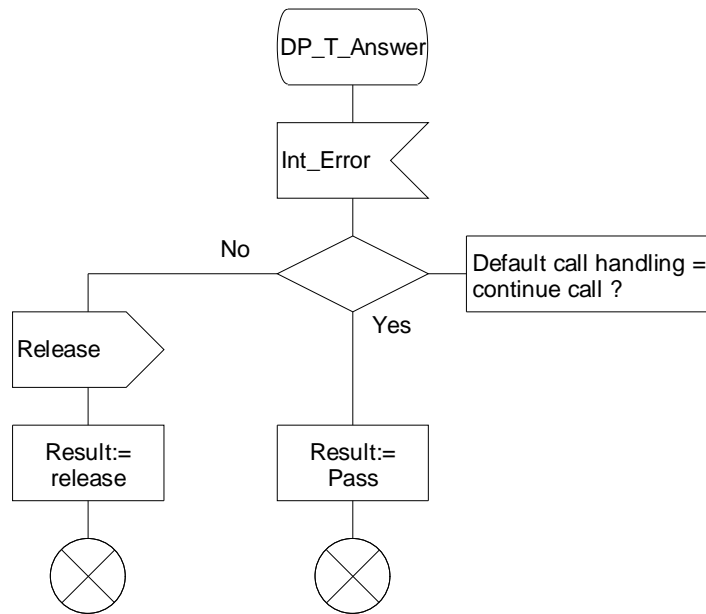 DP_T_Answer
Int_Error
No
Default call handling =
continue call ?
Yes
Release
Result:=
release
Result:=
Pass